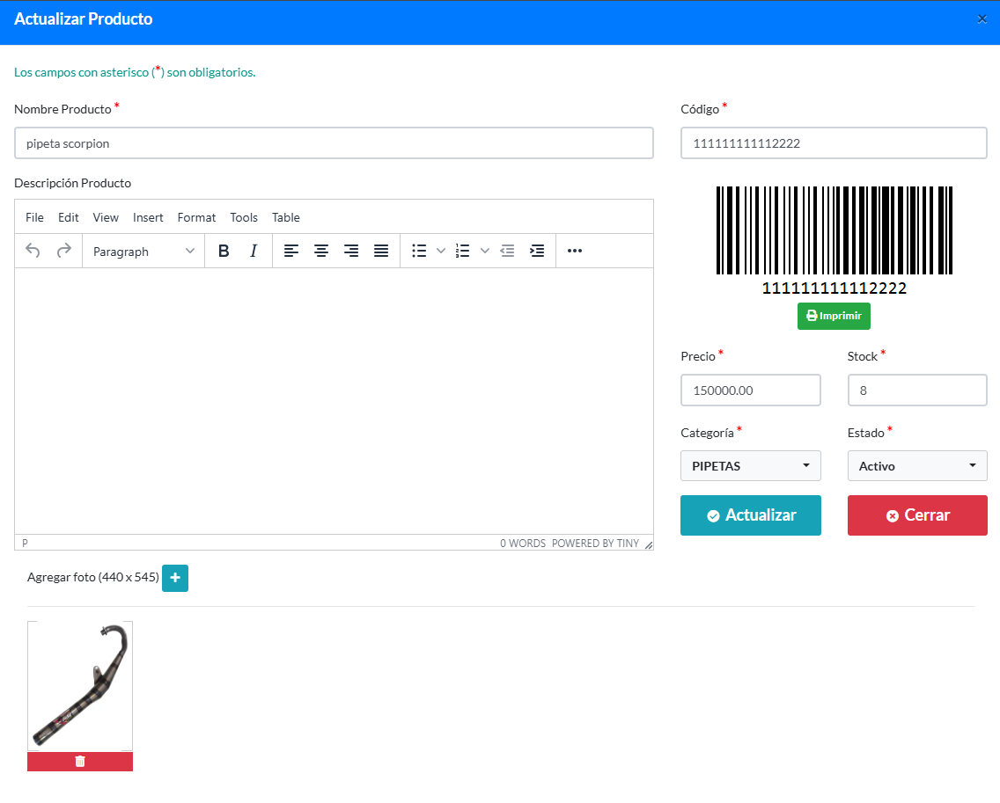 Actualizar Producto
×
Los campos con asterisco (*) son obligatorios.
Nombre Producto *
pipeta scorpion
Código *
111111111112222
Descripción Producto
File Edit View Insert Format Tools Table
Paragraph
B I
P
0 WORDS POWERED BY TINY
111111111112222
Imprimir
Precio *
Stock *
150000.00
8
Categoría *
Estado *
PIPETAS
Activo
Actualizar
Cerrar
Agregar foto (440 x 545) +